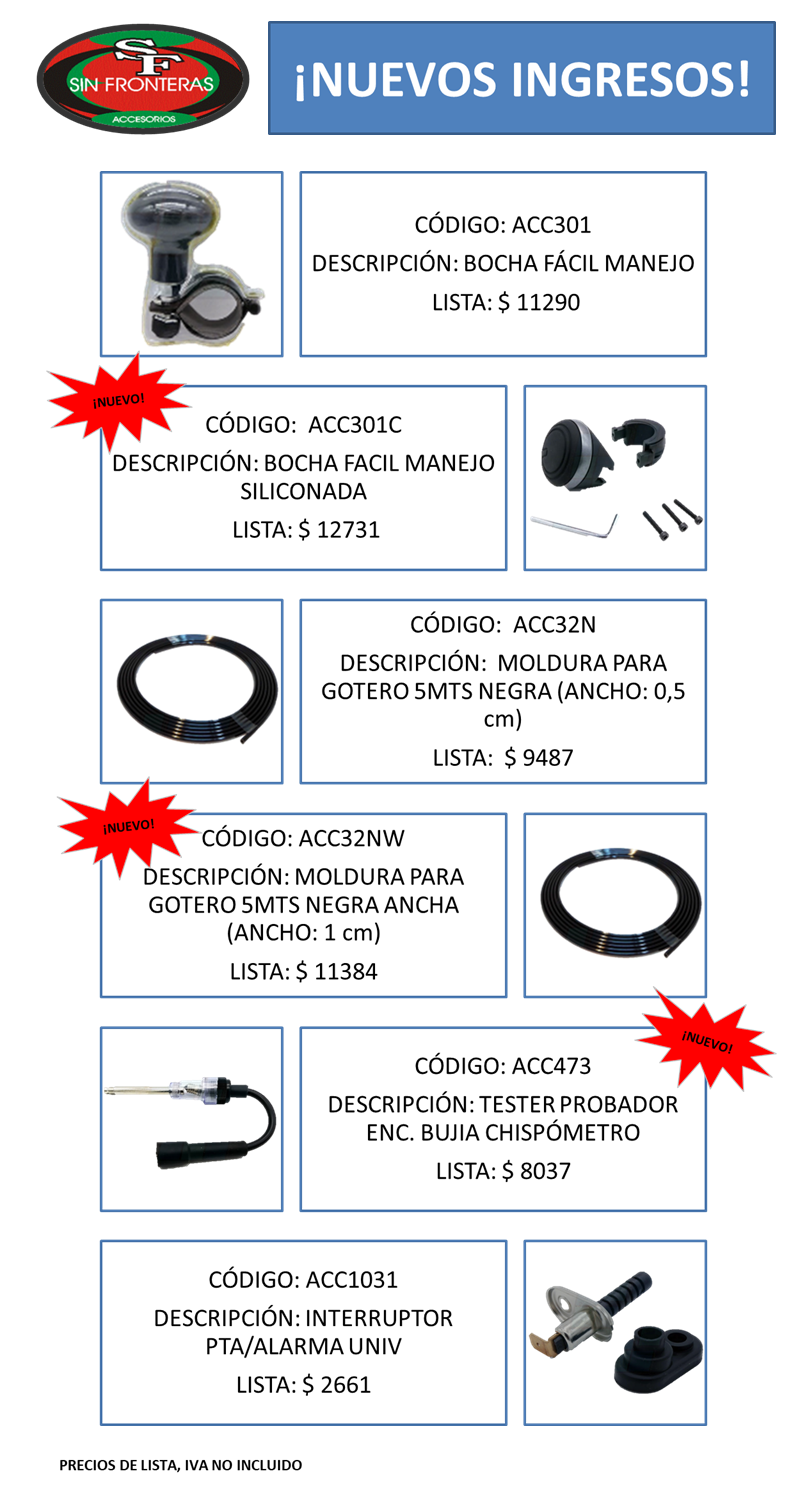 SF
SIN FRONTERAS
ACCESORIOS
¡NUEVOS INGRESOS!
CÓDIGO: ACC301
DESCRIPCIÓN: BOCHA FÁCIL MANEJO
LISTA: $ 11290
¡NUEVO!
CÓDIGO: ACC301C
DESCRIPCIÓN: BOCHA FACIL MANEJO
SILICONADA
LISTA: $ 12731
CÓDIGO: ACC32N
DESCRIPCIÓN: MOLDURA PARA
GOTERO 5MTS NEGRA (ANCHO: 0,5
cm)
LISTA: $ 9487
¡NUEVO!
CÓDIGO: ACC32NW
DESCRIPCIÓN: MOLDURA PARA
GOTERO 5MTS NEGRA ANCHA
(ANCHO: 1 cm)
LISTA: $ 11384
¡NUEVO!
CÓDIGO: ACC473
DESCRIPCIÓN: TESTER PROBADOR
ENC. BUJIA CHISPÓMETRO
LISTA: $ 8037
CÓDIGO: ACC1031
DESCRIPCIÓN: INTERRUPTOR
PTA/ALARMA UNIV
LISTA: $ 2661
PRECIOS DE LISTA, IVA NO INCLUIDO